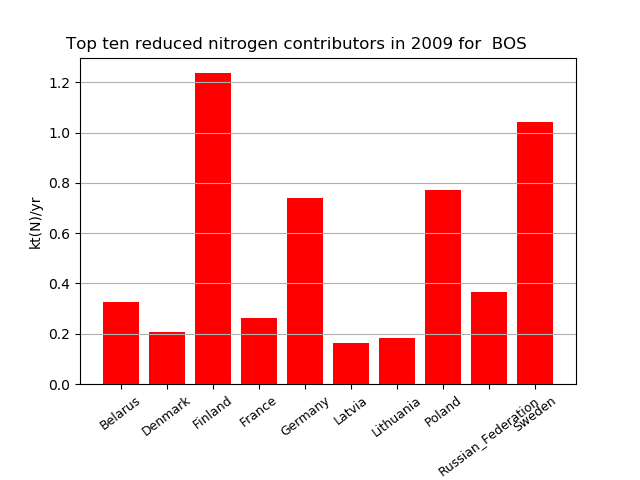 Top ten reduced nitrogen contributors in 2009 for  BOS
kt(N)/yr
1.2
1.0
0.8
0.6
0.4
0.2
0.0
Belarus
Denmark
Finland
France
Germany
Latvia
Lithuania
Poland
Russian_Federation
Sweden